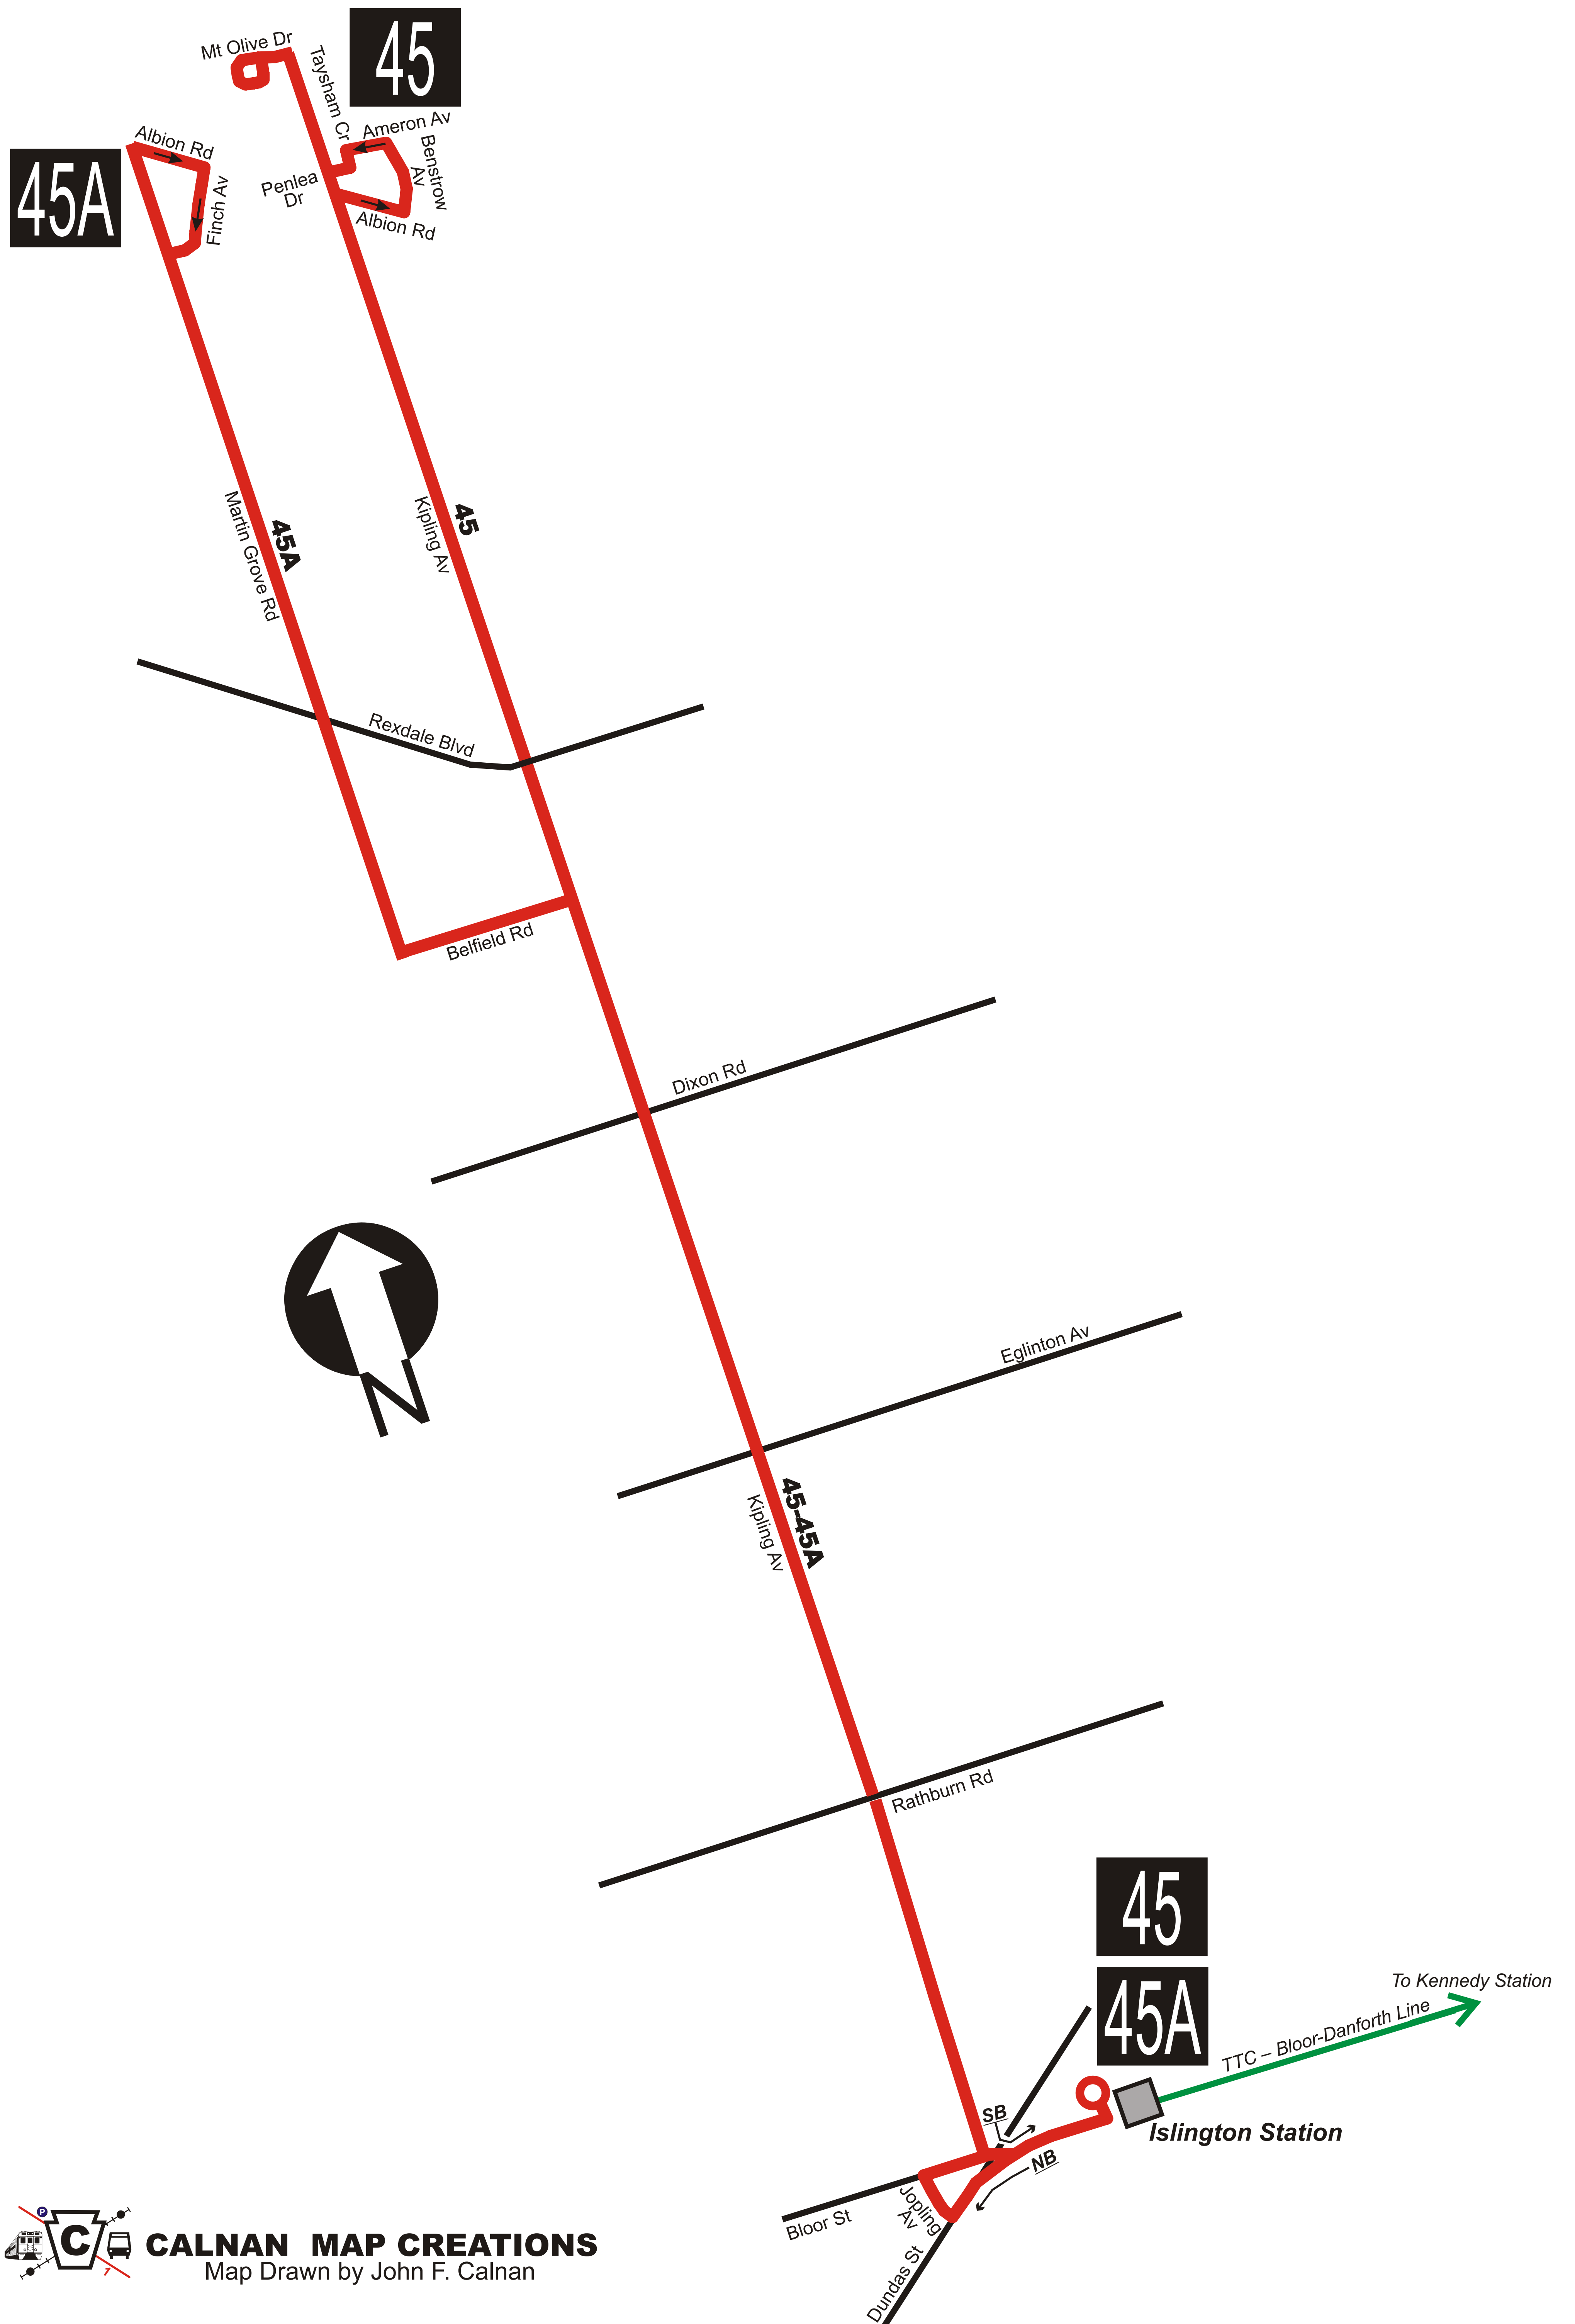 Mt Olive Dr
45
Taysham Cr
Ameron Av
Benstrow
Av
Albion Rd
45A
Penlea
Dr
Finch Av
Albion Rd
Martin Grove Rd
45A
Kipling Av
45
Rexdale Blvd
Belfield Rd
Dixon Rd
N
Eglinton Av
Kipling Av
45-45A
Rathburn Rd
45
45A
To Kennedy Station
TTC – Bloor-Danforth Line
SB
Islington Station
NB
Jopling
Av
Bloor St
Dundas St
P
C
1
CALNAN MAP CREATIONS
Map Drawn by John F. Calnan